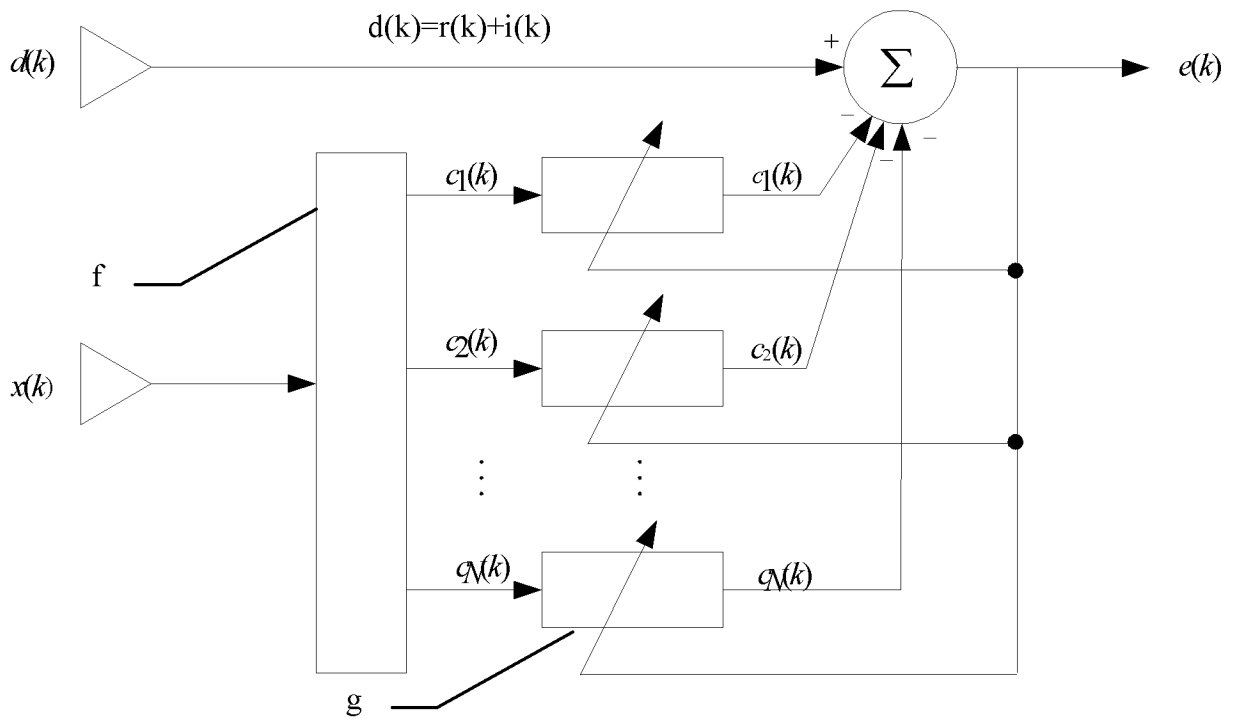 d(k)=r(k)+i(k)
d(k)
+
Σ
e(k)
−
−
−
c1(k)
c1(k)
f
c2(k)
c2(k)
x(k)
⋮
⋮
cN(k)
cN(k)
g